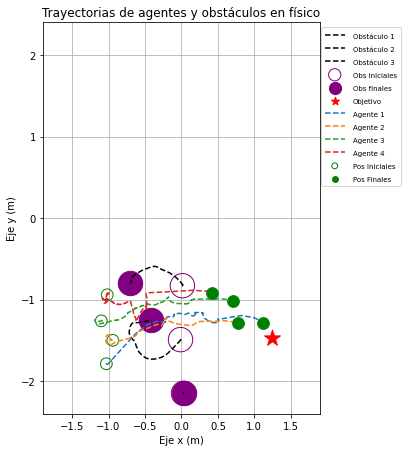 Trayectorias de agentes y obstáculos en físico
Eje y (m)
2
1
0
−1
−2
−1.5
−1.0
−0.5
0.0
0.5
1.0
1.5
Eje x (m)
Obstáculo 1
Obstáculo 2
Obstáculo 3
Obs iniciales
Obs finales
Objetivo
Agente 1
Agente 2
Agente 3
Agente 4
Pos Iniciales
Pos Finales